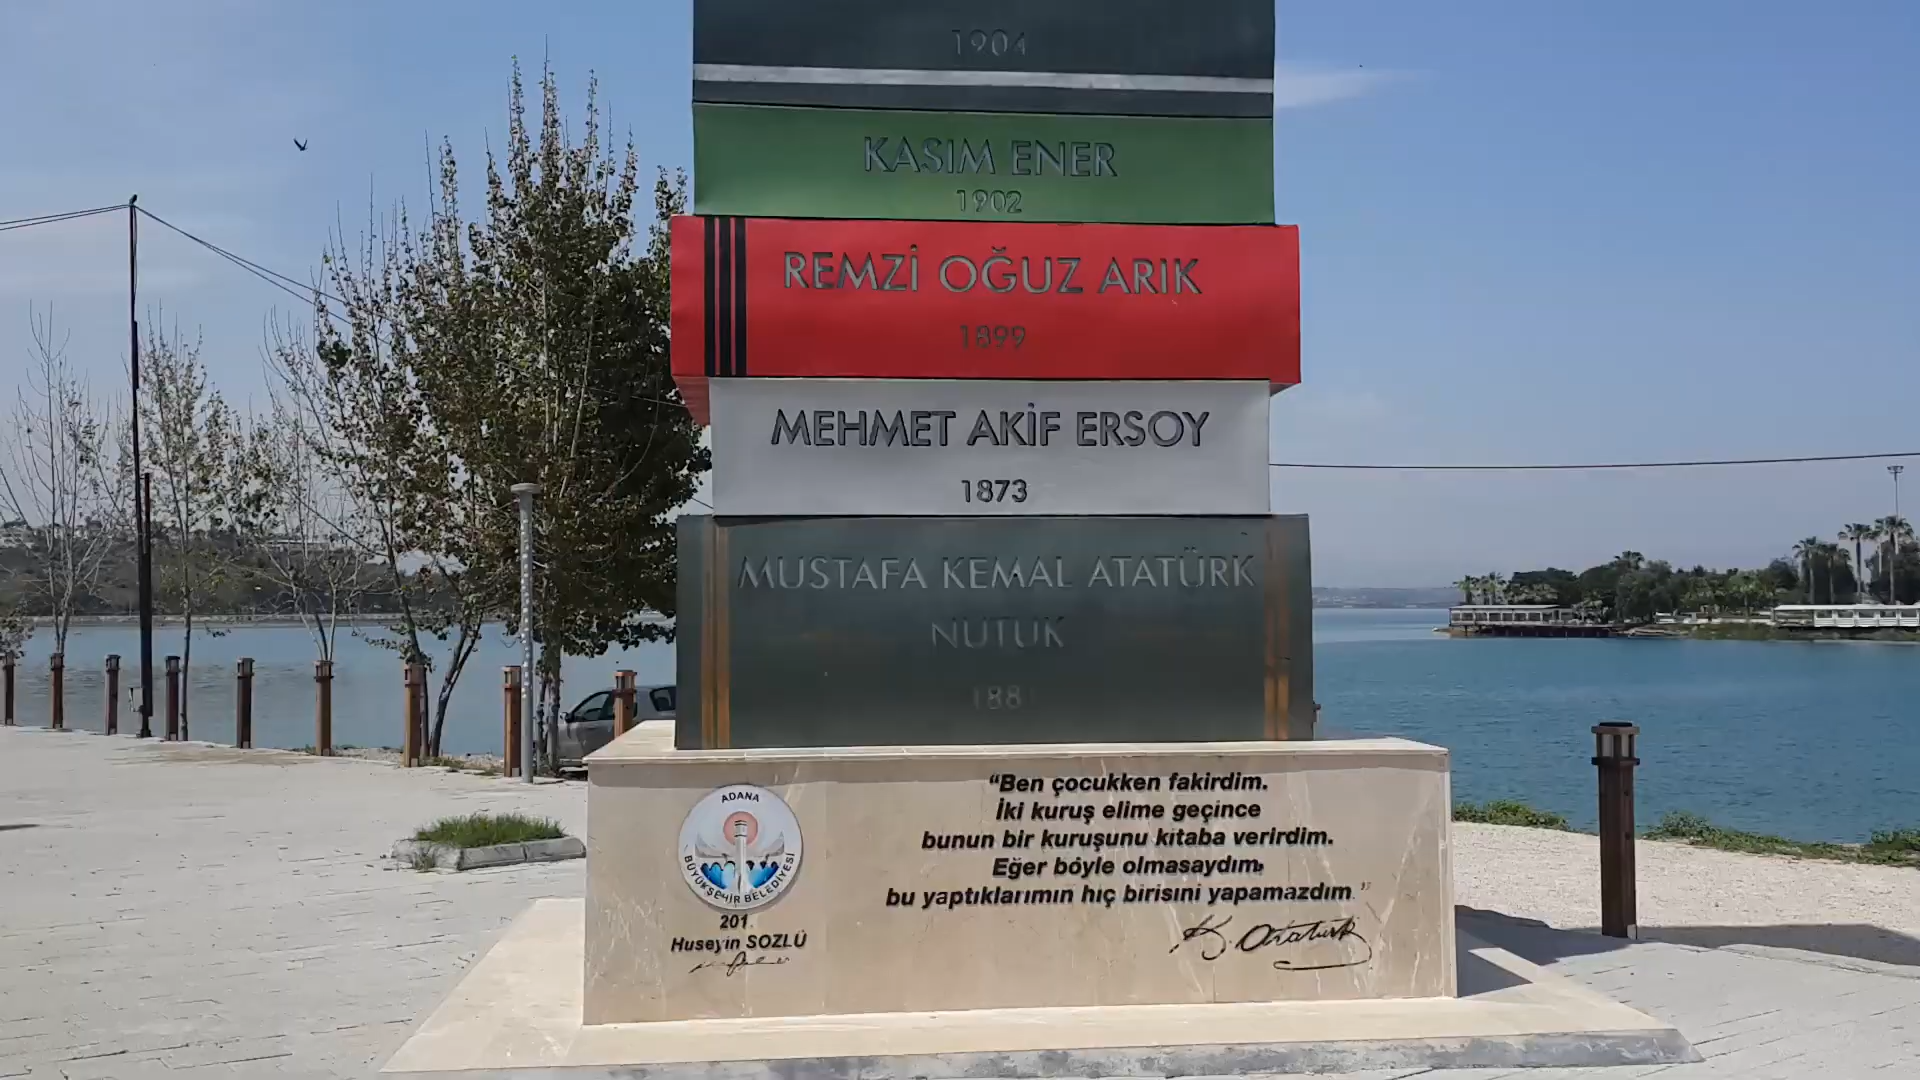 1904
KASIM ENER
1902
REMZİ OĞUZ ARIK
1899
MEHMET AKİF ERSOY
1873
MUSTAFA KEMAL ATATÜRK
NUTUK
188
ADANA
BÜYÜKŞEHİR BELEDİYESİ
201
Huseyin SOZLÜ
“Ben çocukken fakirdim.
İki kuruş elime geçince
bunun bir kuruşunu kitaba verirdim.
Eğer böyle olmasaydım,
bu yaptıklarımın hiç birisini yapamazdım.”
K. Atatürk